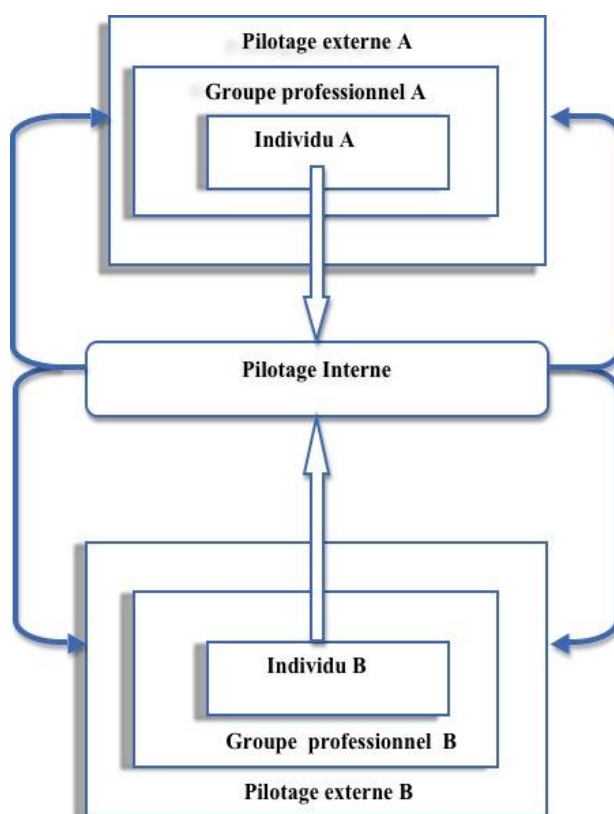 Pilotage externe A
Groupe professionnel A
Individu A
Pilotage Interne
Individu B
Groupe professionnel B
Pilotage externe B